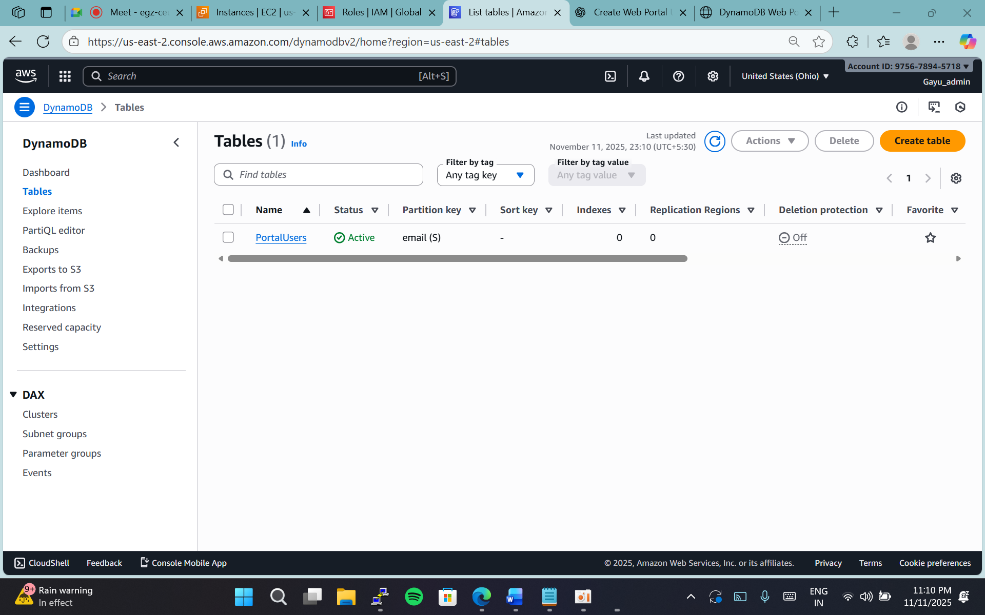 Meet - egz-ce
Instances | EC2 | us-
Roles | IAM | Global
List tables | Amazon
Create Web Portal
DynamoDB Web Po
https://us-east-2.console.aws.amazon.com/dynamodbv2/home?region=us-east-2#tables
aws
Search
[Alt+S]
United States (Ohio)
Account ID: 9756-7894-5718
Gayu_admin
DynamoDB
Tables
DynamoDB
Dashboard
Tables
Explore items
PartiQL editor
Backups
Exports to S3
Imports from S3
Integrations
Reserved capacity
Settings
DAX
Clusters
Subnet groups
Parameter groups
Events
Tables (1) Info
Last updated
November 11, 2025, 23:10 (UTC+5:30)
Actions
Delete
Create table
Find tables
Filter by tag
Any tag key
Filter by tag value
Any tag value
1
Name Status Partition key Sort key Indexes Replication Regions Deletion protection Favorite
PortalUsers Active email (S) - 0 0 Off
CloudShell Feedback Console Mobile App © 2025, Amazon Web Services, Inc. or its affiliates. Privacy Terms Cookie preferences
Rain warning
In effect
ENG
IN
11:10 PM
11/11/2025